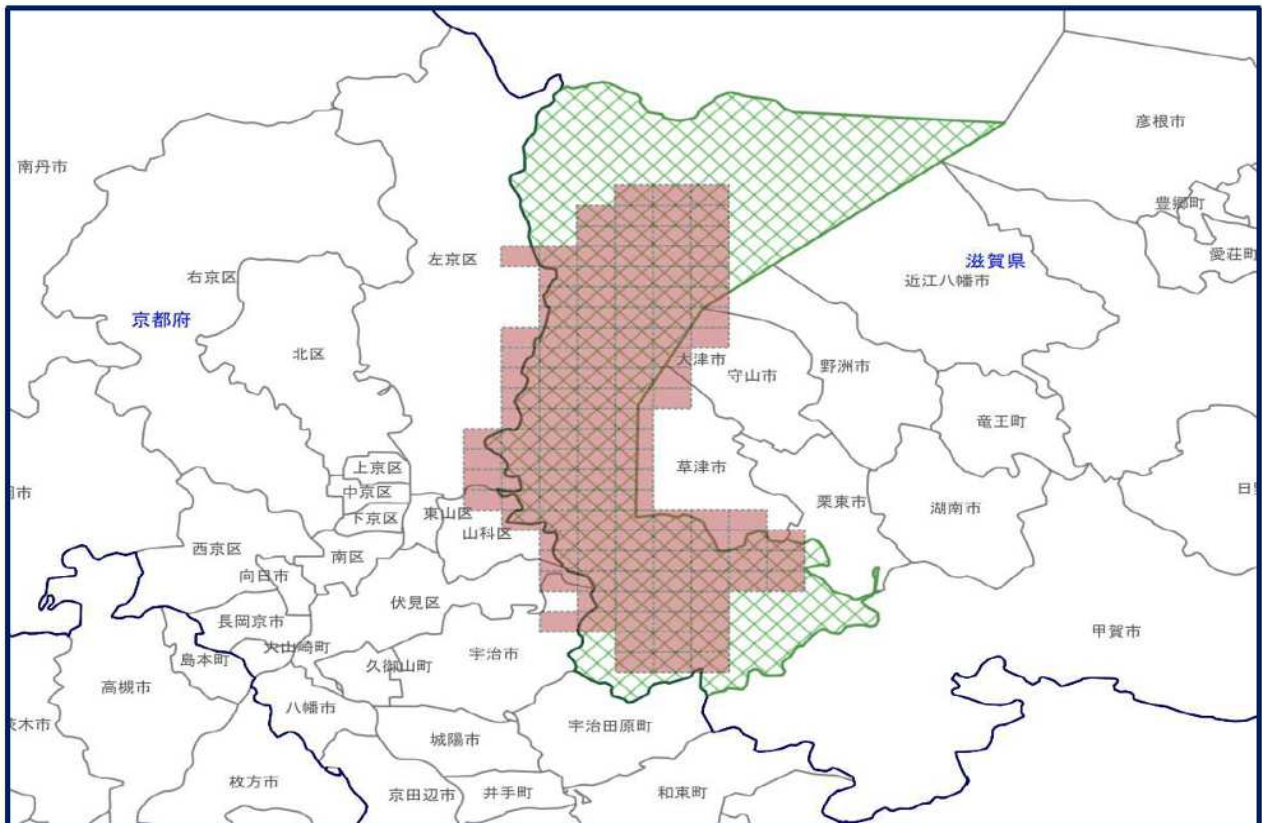 彦根市
南丹市
豊郷町
愛荘町
左京区
滋賀県
右京区
近江八幡市
京都府
北区
大津市
野洲市
守山市
竜王町
上京区
草津市
中京区
栗東市
湖南市
下京区
東山区
山科区
西京区
南区
向日市
伏見区
長岡京市
甲賀市
大山崎町
島本町
久御山町
宇治市
高槻市
八幡市
茨木市
宇治田原町
城陽市
枚方市
京田辺市
井手町
和束町